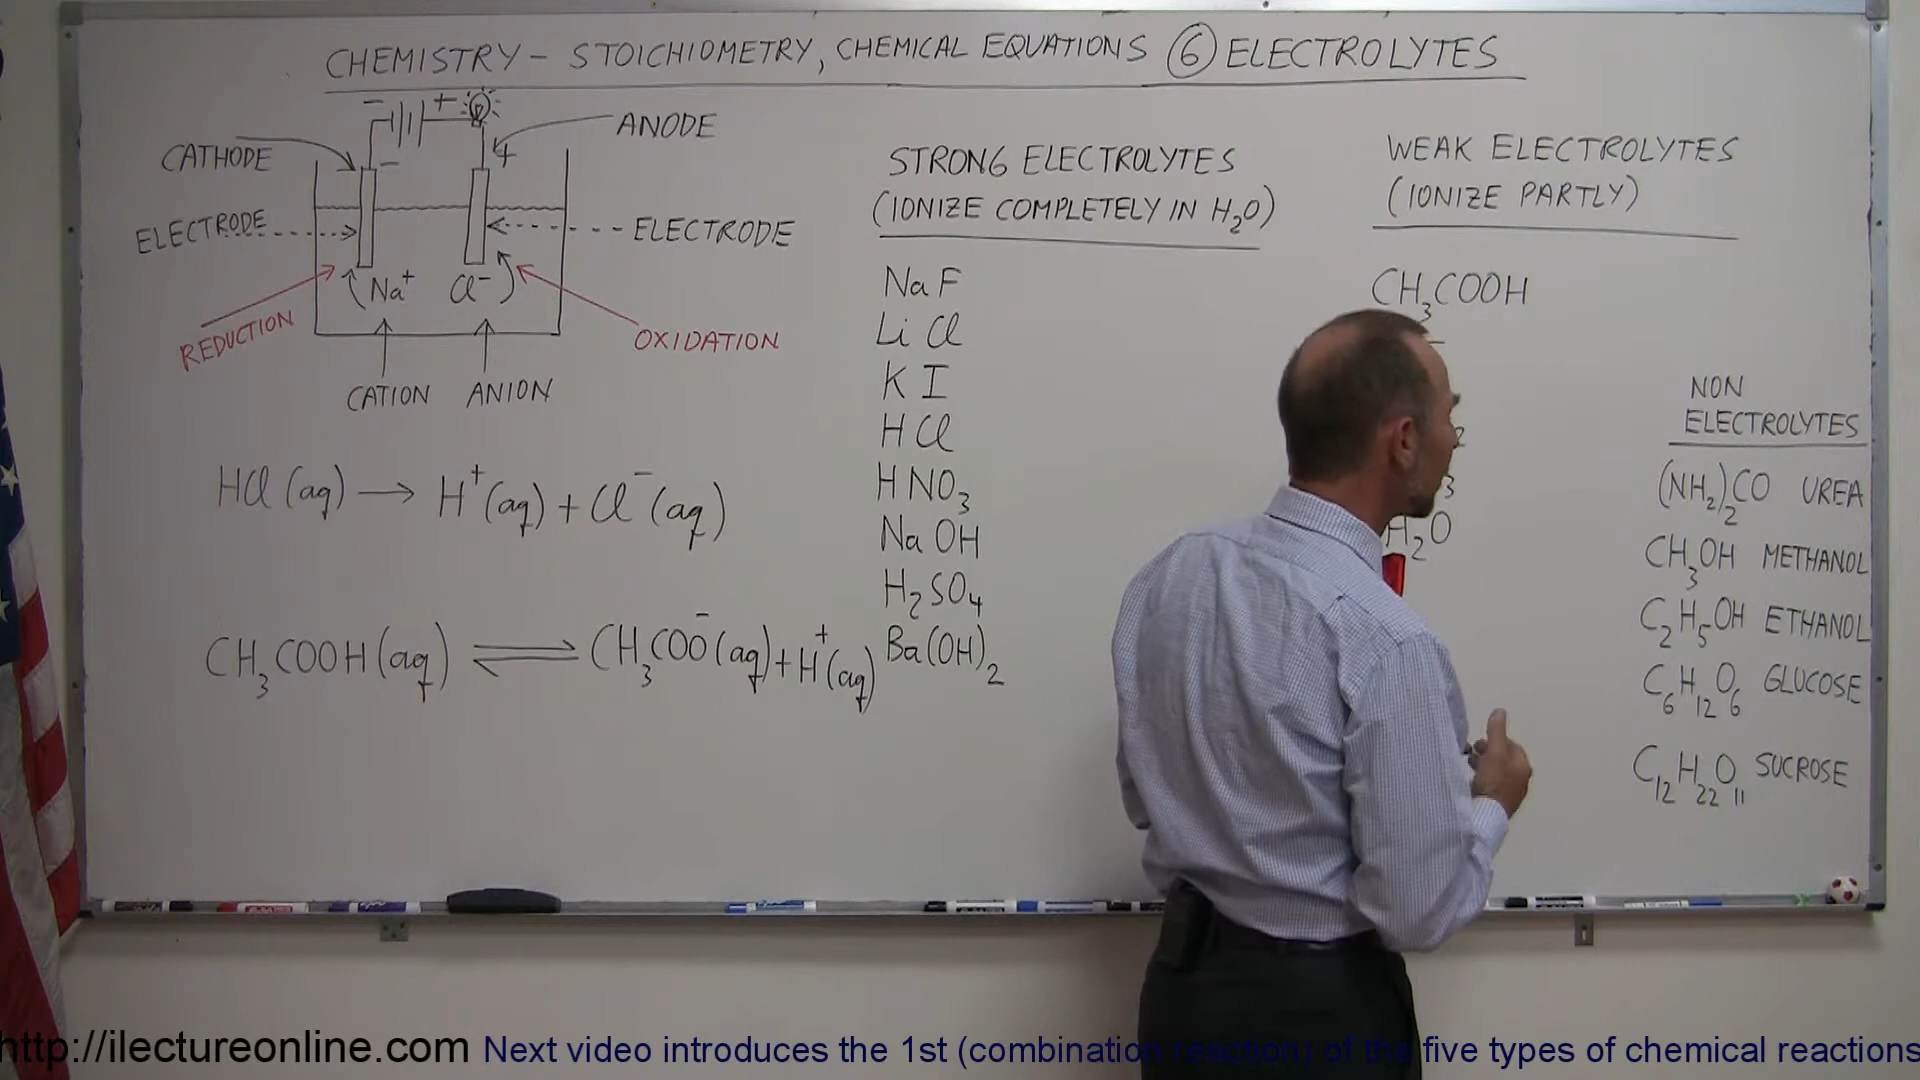 CHEMISTRY – STOICHIOMETRY, CHEMICAL EQUATIONS ⑥ ELECTROLYTES
− +
ANODE
CATHODE
− +
ELECTRODE
ELECTRODE
Na⁺ Cl⁻
REDUCTION
OXIDATION
CATION ANION
HCl (aq) → H⁺(aq) + Cl⁻(aq)
CH₃COOH(aq) ⇌ CH₃COO⁻(aq) + H⁺(aq)
STRONG ELECTROLYTES
(IONIZE COMPLETELY IN H₂O)
NaF
LiCl
KI
HCl
HNO₃
NaOH
H₂SO₄
Ba(OH)₂
WEAK ELECTROLYTES
(IONIZE PARTLY)
CH₃COOH
H₂O
NON
ELECTROLYTES
(NH₂)₂CO UREA
CH₃OH METHANOL
C₂H₅OH ETHANOL
C₆H₁₂O₆ GLUCOSE
C₁₂H₂₂O₁₁ SUCROSE
http://ilectureonline.com Next video introduces the 1st (combination reaction) of the five types of chemical reactions